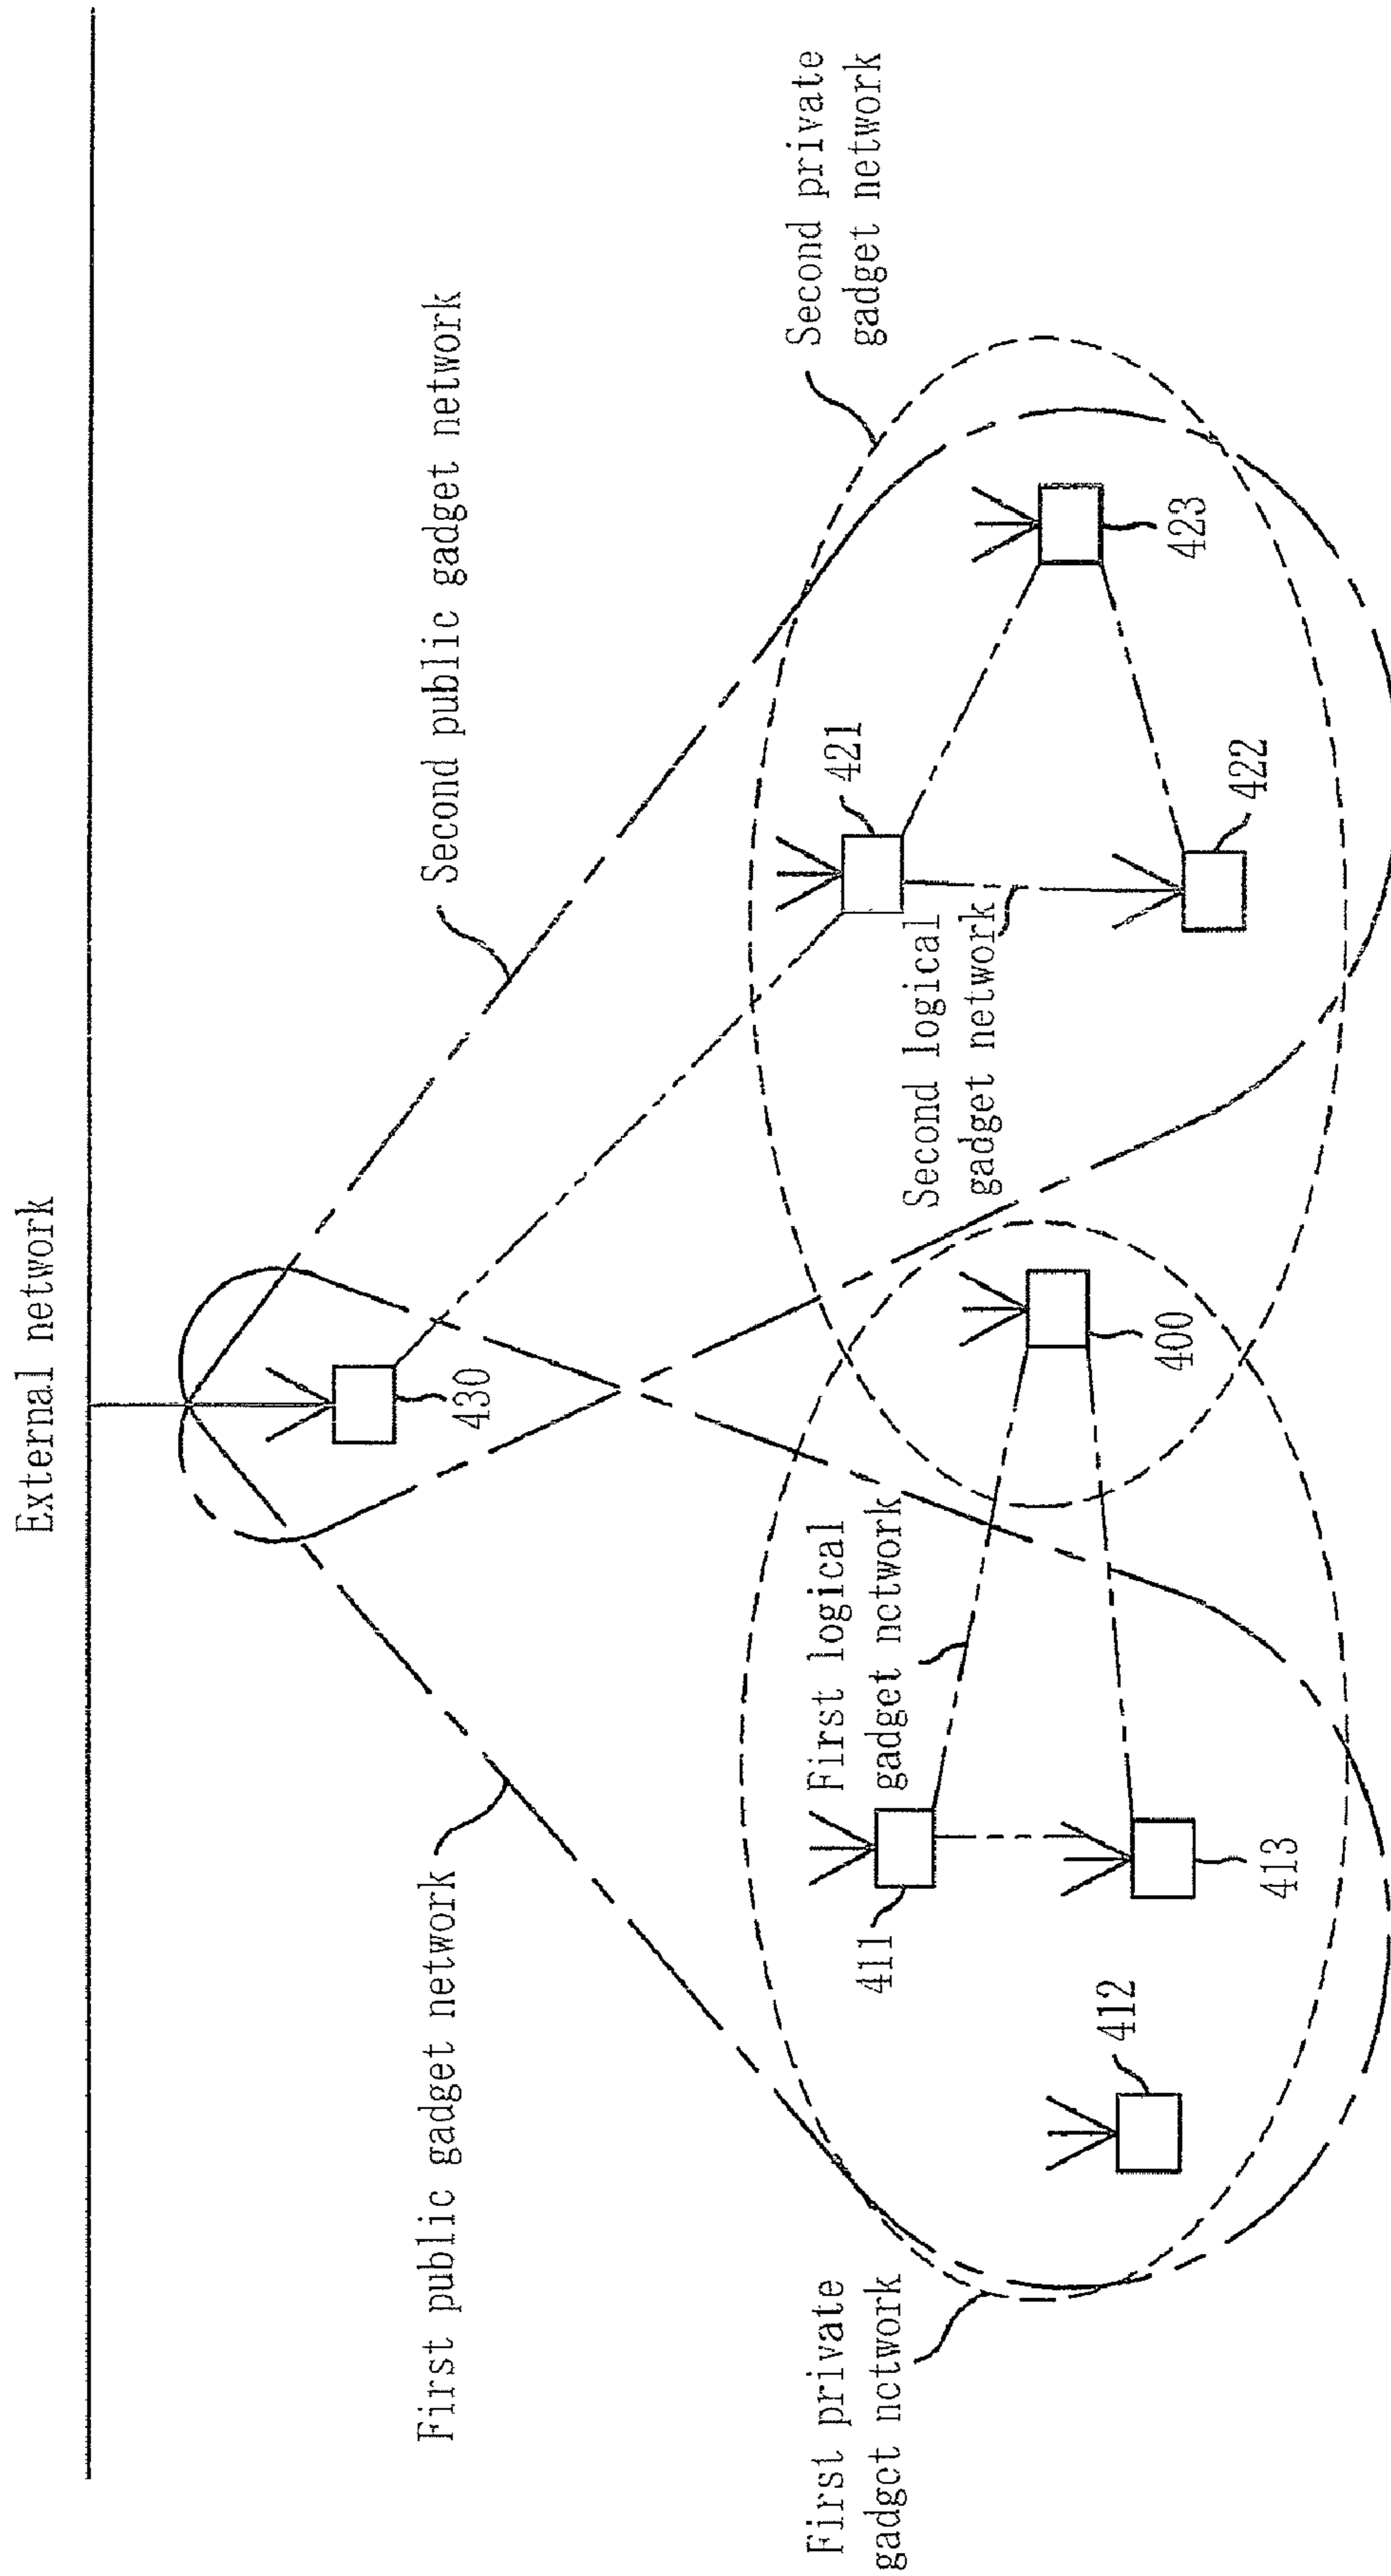 External network
First public gadget network
Second public gadget network
430
First private
gadget network
411
First logical
gadget network
412
413
400
Second logical
gadget network
421
422
423
Second private
gadget network